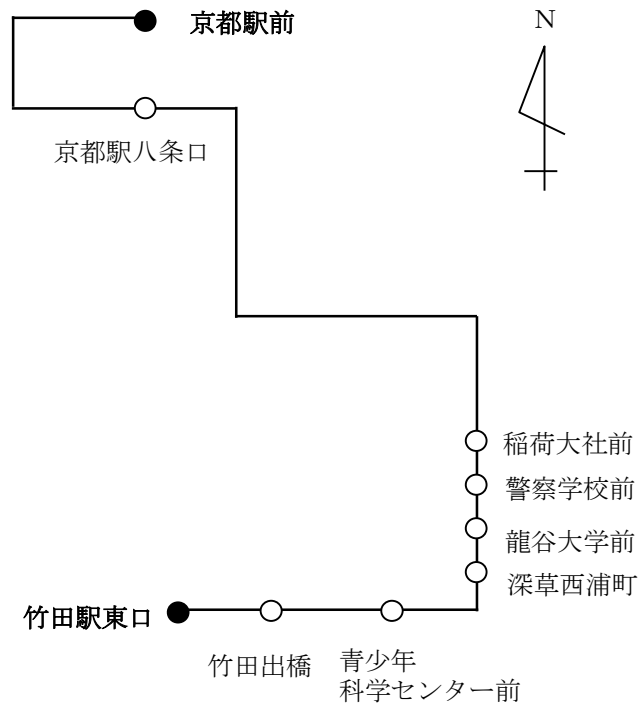 京都駅前
N
京都駅八条口
稲荷大社前
警察学校前
龍谷大学前
深草西浦町
竹田駅東口
竹田出橋
青少年
科学センター前